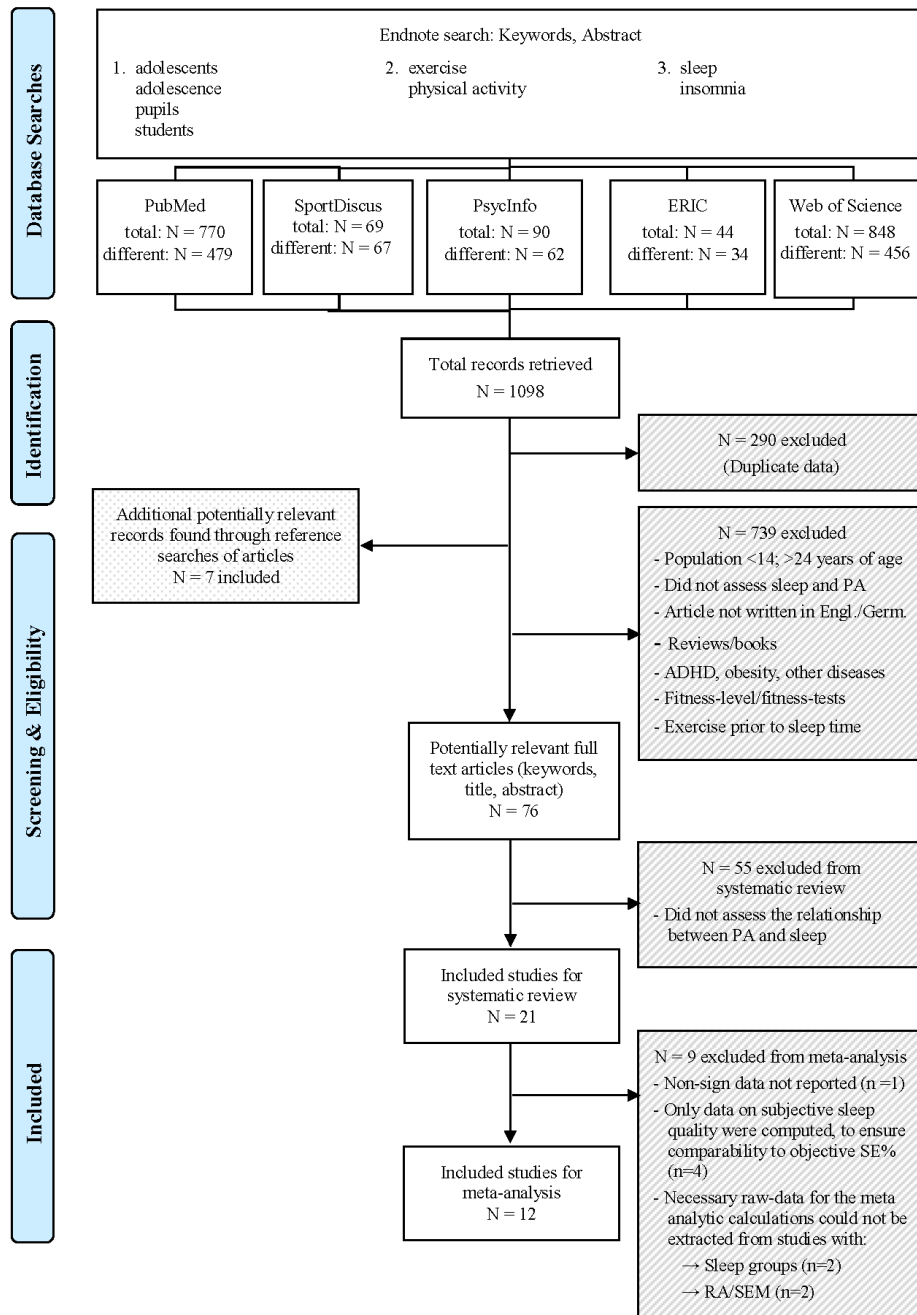 Database Searches
Endnote search: Keywords, Abstract
1. adolescents
adolescence
pupils
students
2. exercise
physical activity
3. sleep
insomnia
PubMed
total: N = 770
different: N = 479
SportDiscus
total: N = 69
different: N = 67
PsycInfo
total: N = 90
different: N = 62
ERIC
total: N = 44
different: N = 34
Web of Science
total: N = 848
different: N = 456
Identification
Total records retrieved
N = 1098
N = 290 excluded
(Duplicate data)
Screening & Eligibility
Additional potentially relevant
records found through reference
searches of articles
N = 7 included
N = 739 excluded
- Population <14; >24 years of age
- Did not assess sleep and PA
- Article not written in Engl./Germ.
- Reviews/books
- ADHD, obesity, other diseases
- Fitness-level/fitness-tests
- Exercise prior to sleep time
Potentially relevant full
text articles (keywords,
title, abstract)
N = 76
N = 55 excluded from
systematic review
- Did not assess the relationship
between PA and sleep
Included
Included studies for
systematic review
N = 21
N = 9 excluded from meta-analysis
- Non-sign data not reported (n =1)
- Only data on subjective sleep
quality were computed, to ensure
comparability to objective SE%
(n=4)
- Necessary raw-data for the meta
analytic calculations could not be
extracted from studies with:
→ Sleep groups (n=2)
→ RA/SEM (n=2)
Included studies for
meta-analysis
N = 12